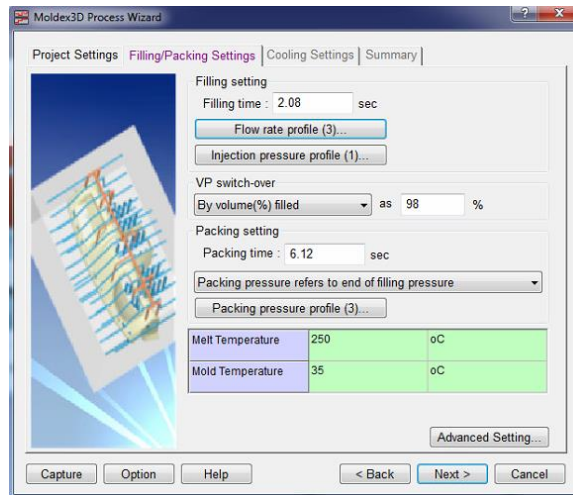 Moldex3D Process Wizard
Project Settings Filling/Packing Settings Cooling Settings Summary
Filling setting
Filling time : 2.08 sec
Flow rate profile (3)...
Injection pressure profile (1)...
VP switch-over
By volume(%) filled as 98 %
Packing setting
Packing time : 6.12 sec
Packing pressure refers to end of filling pressure
Packing pressure profile (3)...
Melt Temperature 250 oC
Mold Temperature 35 oC
Advanced Setting...
Capture Option Help < Back Next > Cancel